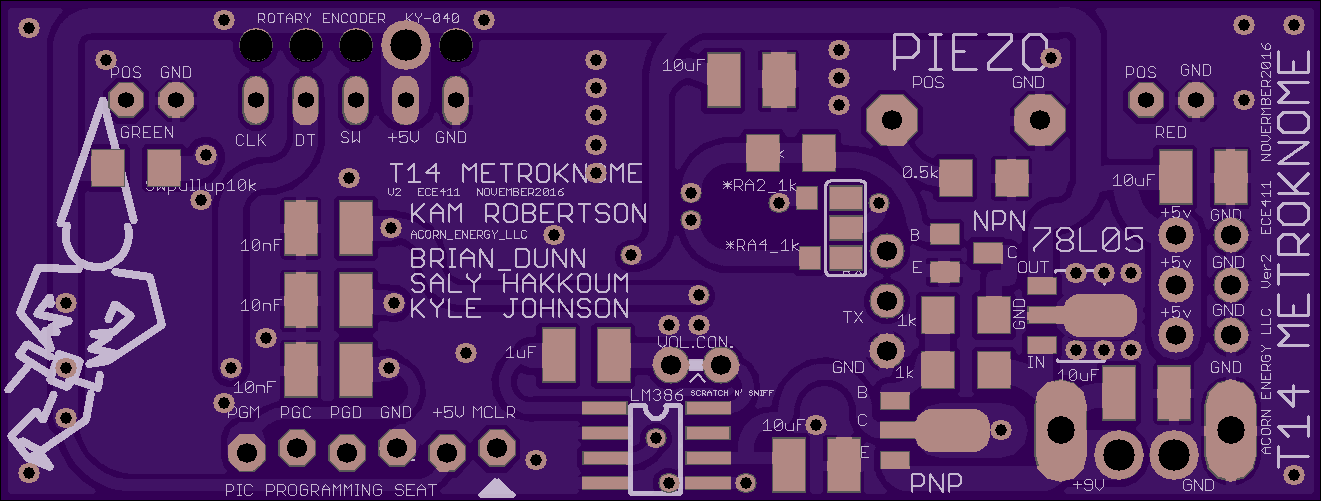 ROTARY ENCODER KY-040
POS GND
GREEN
SWpullup10k
CLK DT SW +5V GND
T14 METROKNOME
V2 ECE411 NOVEMBER2016
KAM ROBERTSON
ACORN_ENERGY_LLC
BRIAN_DUNN
SALY HAKKOUM
KYLE JOHNSON
10nF
10nF
10nF
PGM PGC PGD GND +5V MCLR
PIC PROGRAMMING SEAT
1uF
VOL.CON.
SCRATCH N' SNIFF
LM386
10uF
10uF
PIEZO
POS GND
*RA2_1k
*RA4_1k
0.5k
TX
GND
NPN
B
E
C
1k
1k
B
C
E
PNP
78L05
OUT
GND
IN
10uF
+9V GND
POS GND
RED
10uF
+5v GND
+5v GND
+5v GND
GND
ACORN ENERGY LLC Ver2 ECE411 NOVERMBER2016
T14 METROKNOME